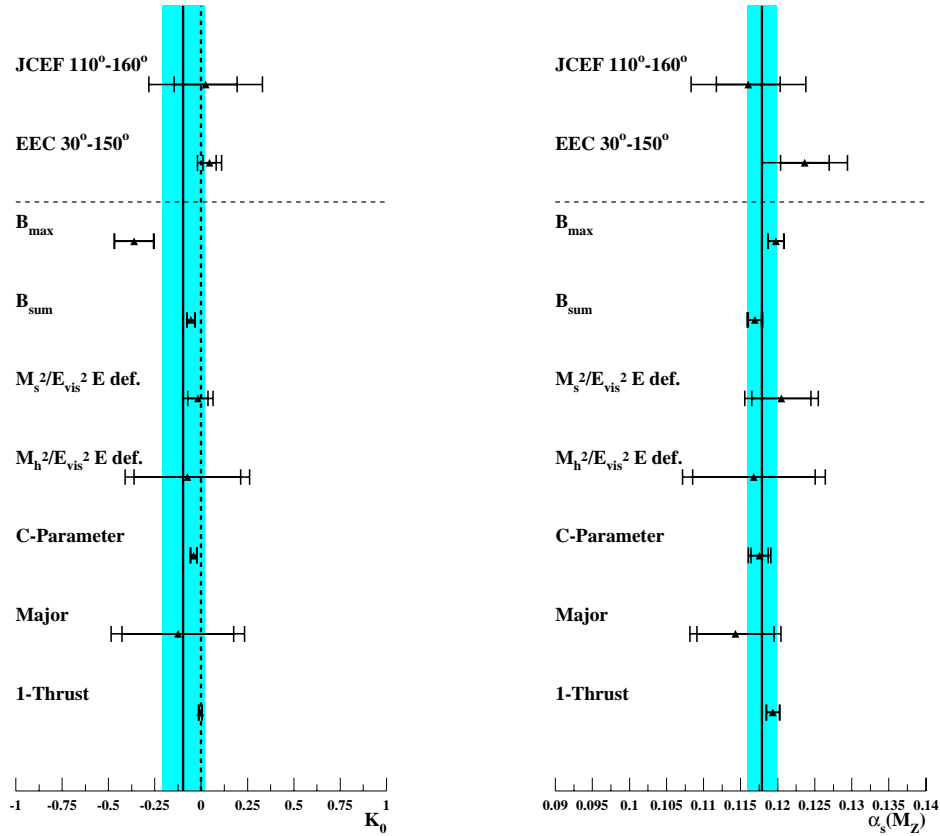 JCEF 110°-160°
EEC 30°-150°
B_max
B_sum
M_s²/E_vis² E def.
M_h²/E_vis² E def.
C-Parameter
Major
1-Thrust
-1 -0.75 -0.5 -0.25 0 0.25 0.5 0.75 1
K_0
JCEF 110°-160°
EEC 30°-150°
B_max
B_sum
M_s²/E_vis² E def.
M_h²/E_vis² E def.
C-Parameter
Major
1-Thrust
0.09 0.095 0.1 0.105 0.11 0.115 0.12 0.125 0.13 0.135 0.14
α_s(M_Z)